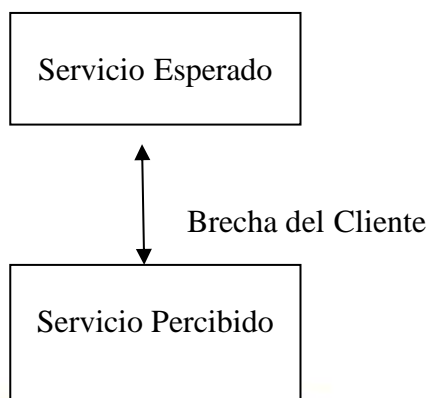 Servicio Esperado
Brecha del Cliente
Servicio Percibido